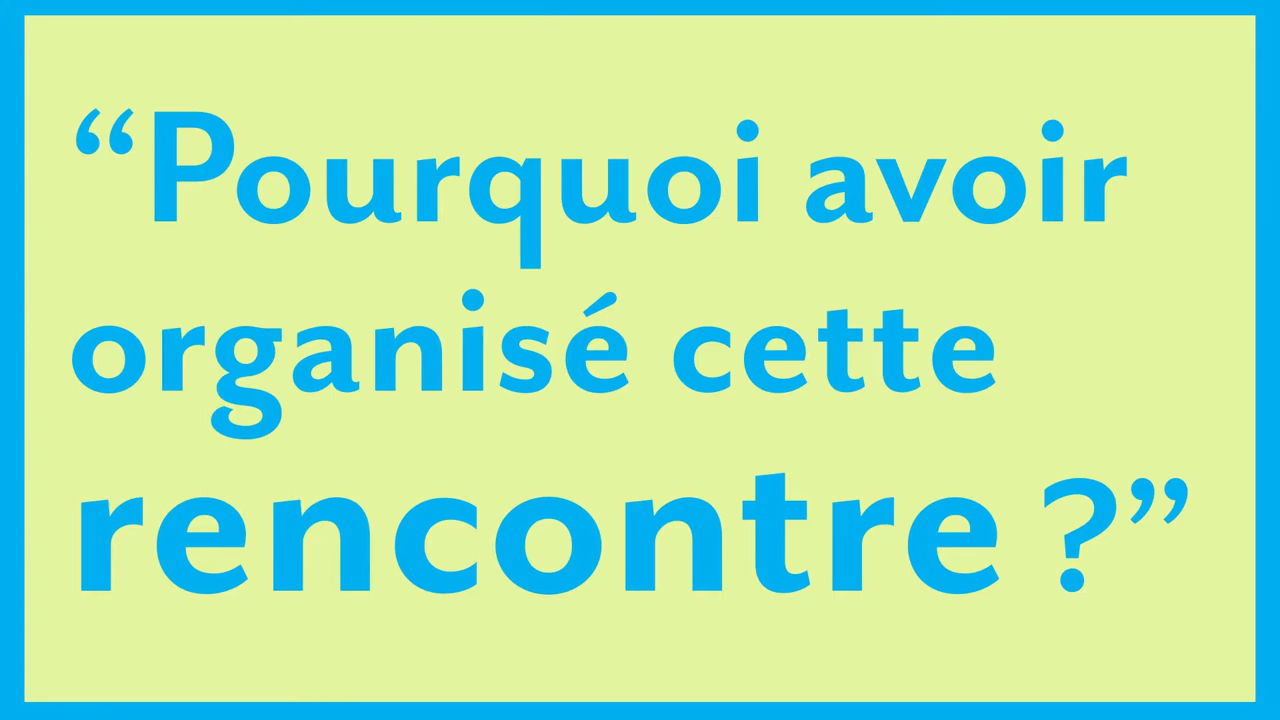 “Pourquoi avoir
organisé cette
rencontre ?”